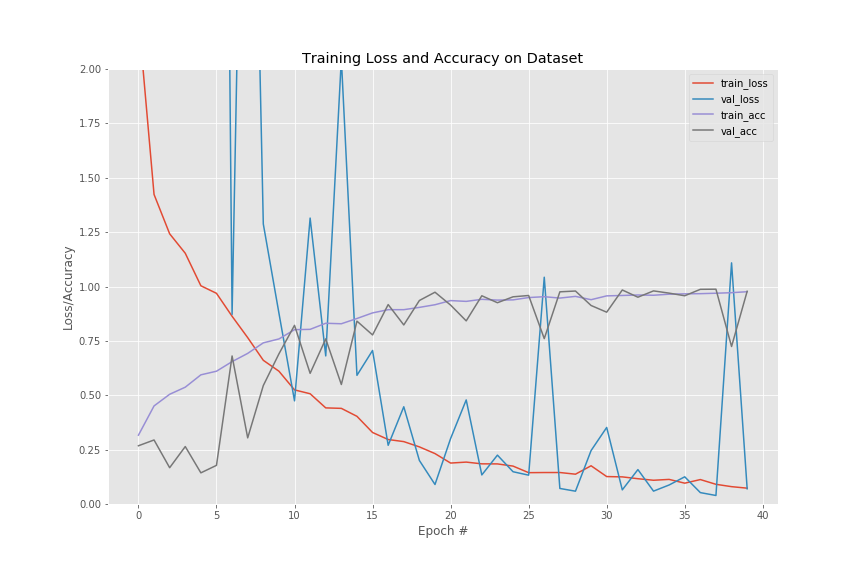 Training Loss and Accuracy on Dataset
train_loss
val_loss
train_acc
val_acc
Loss/Accuracy
2.00
1.75
1.50
1.25
1.00
0.75
0.50
0.25
0.00
0 5 10 15 20 25 30 35 40
Epoch #